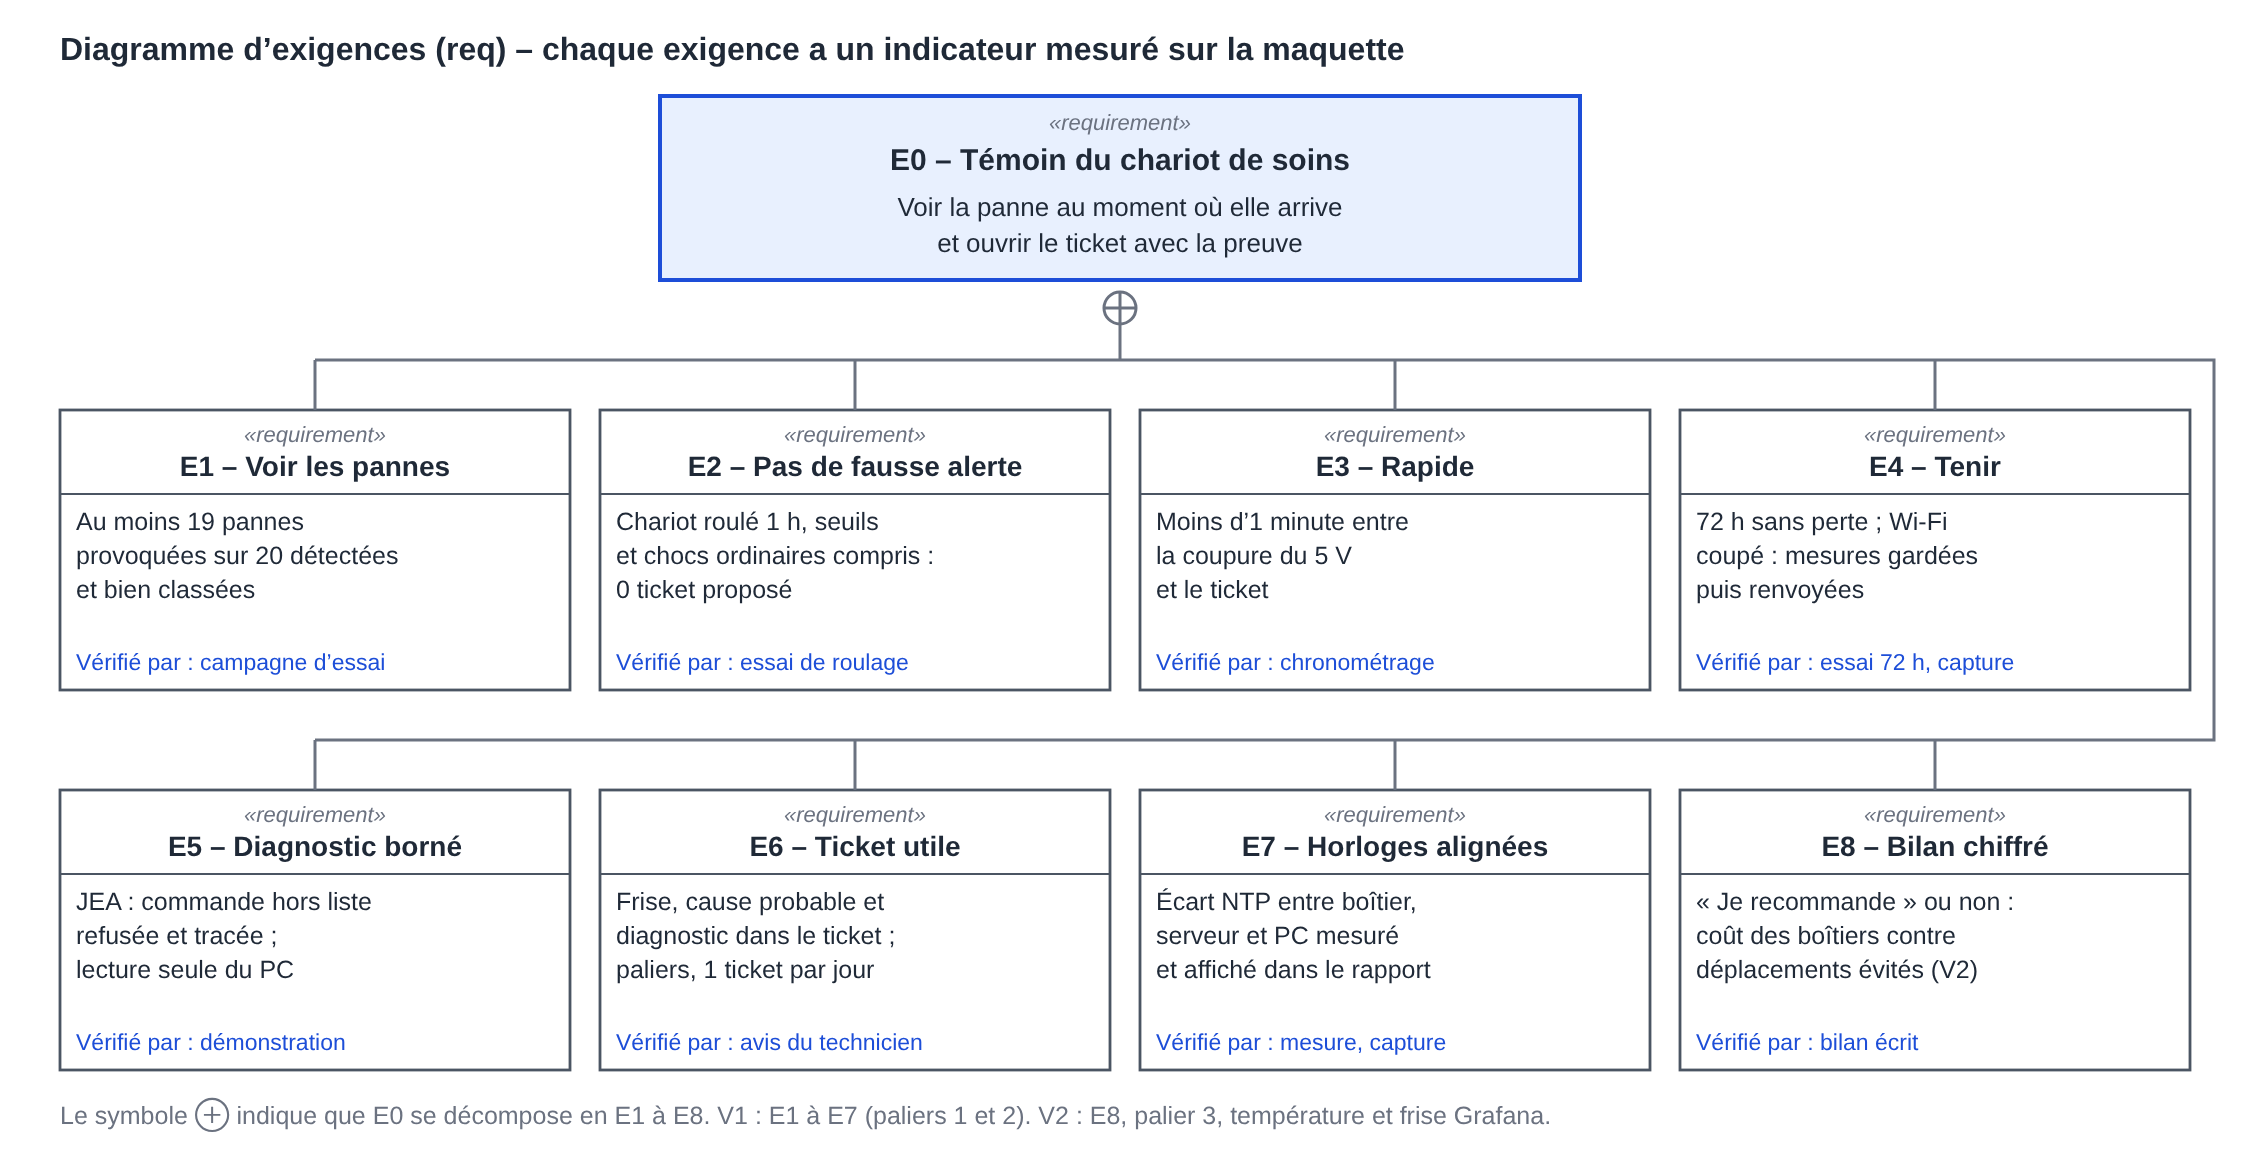 Diagramme d’exigences (req) – chaque exigence a un indicateur mesuré sur la maquette
«requirement»
E0 – Témoin du chariot de soins
Voir la panne au moment où elle arrive
et ouvrir le ticket avec la preuve
«requirement»
E1 – Voir les pannes
Au moins 19 pannes
provoquées sur 20 détectées
et bien classées
Vérifié par : campagne d’essai
«requirement»
E2 – Pas de fausse alerte
Chariot roulé 1 h, seuils
et chocs ordinaires compris :
0 ticket proposé
Vérifié par : essai de roulage
«requirement»
E3 – Rapide
Moins d’1 minute entre
la coupure du 5 V
et le ticket
Vérifié par : chronométrage
«requirement»
E4 – Tenir
72 h sans perte ; Wi-Fi
coupé : mesures gardées
puis renvoyées
Vérifié par : essai 72 h, capture
«requirement»
E5 – Diagnostic borné
JEA : commande hors liste
refusée et tracée ;
lecture seule du PC
Vérifié par : démonstration
«requirement»
E6 – Ticket utile
Frise, cause probable et
diagnostic dans le ticket ;
paliers, 1 ticket par jour
Vérifié par : avis du technicien
«requirement»
E7 – Horloges alignées
Écart NTP entre boîtier,
serveur et PC mesuré
et affiché dans le rapport
Vérifié par : mesure, capture
«requirement»
E8 – Bilan chiffré
« Je recommande » ou non :
coût des boîtiers contre
déplacements évités (V2)
Vérifié par : bilan écrit
Le symbole indique que E0 se décompose en E1 à E8. V1 : E1 à E7 (paliers 1 et 2). V2 : E8, palier 3, température et frise Grafana.